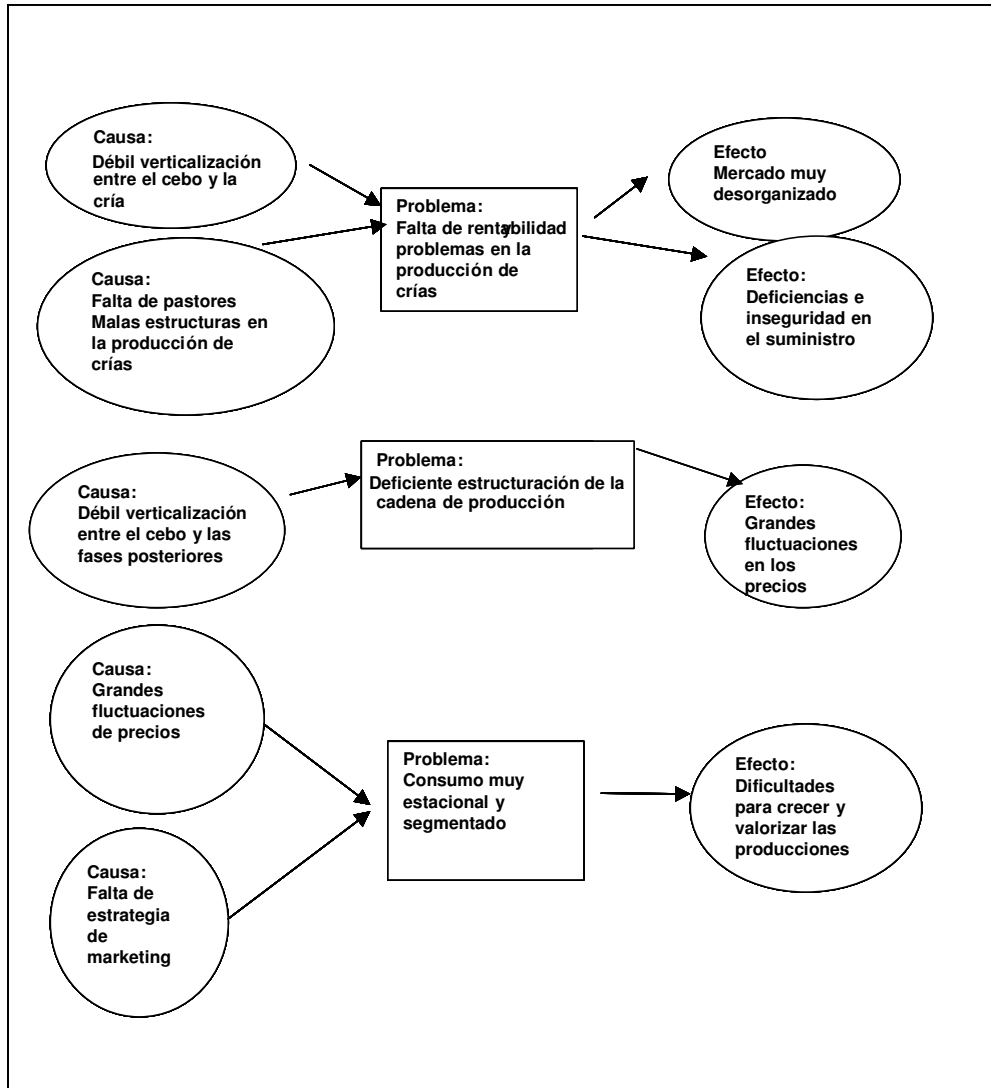 Causa:
Débil verticalización
entre el cebo y la
cría
Causa:
Falta de pastores
Malas estructuras en
la producción de
crías
Problema:
Falta de rentabilidad y
problemas en la
producción de
crías
Efecto
Mercado muy
desorganizado
Efecto:
Deficiencias e
inseguridad en
el suministro
Causa:
Débil verticalización
entre el cebo y las
fases posteriores
Problema:
Deficiente estructuración de la
cadena de producción
Efecto:
Grandes
fluctuaciones
en los
precios
Causa:
Grandes
fluctuaciones
de precios
Causa:
Falta de
estrategia
de
marketing
Problema:
Consumo muy
estacional y
segmentado
Efecto:
Dificultades
para crecer y
valorizar las
producciones